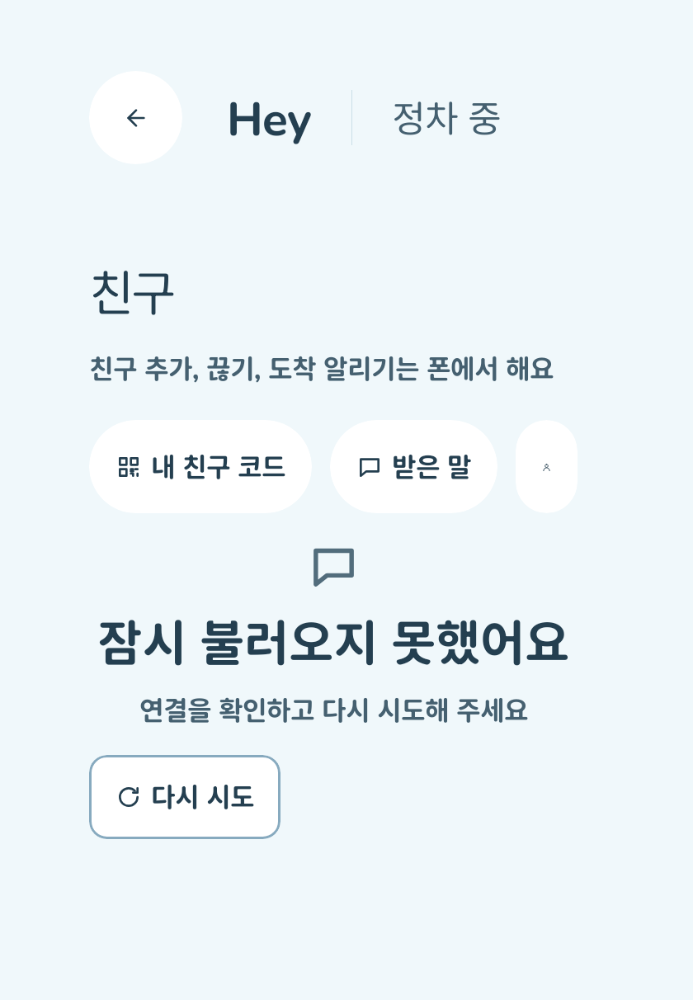 Hey 정차 중
친구
친구 추가, 끊기, 도착 알리기는 폰에서 해요
내 친구 코드 받은 말
잠시 불러오지 못했어요
연결을 확인하고 다시 시도해 주세요
다시 시도